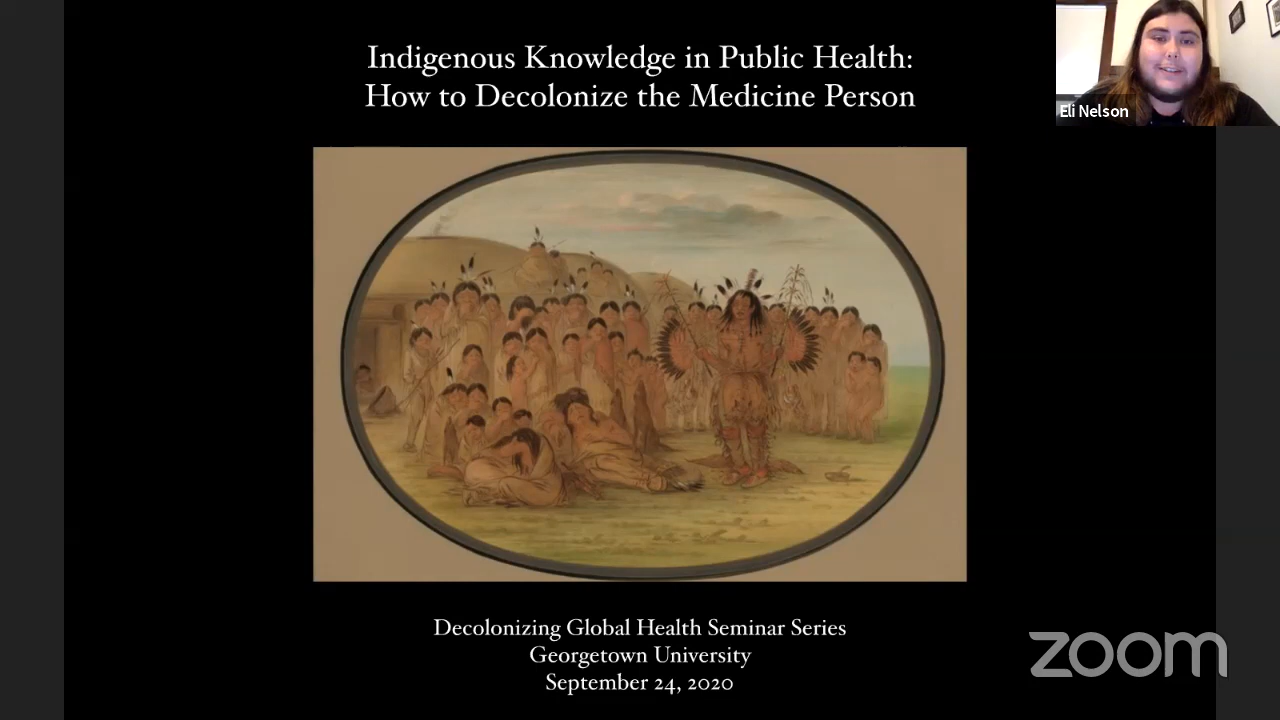 Indigenous Knowledge in Public Health:
How to Decolonize the Medicine Person
Eli Nelson
Decolonizing Global Health Seminar Series
Georgetown University
September 24, 2020
zoom